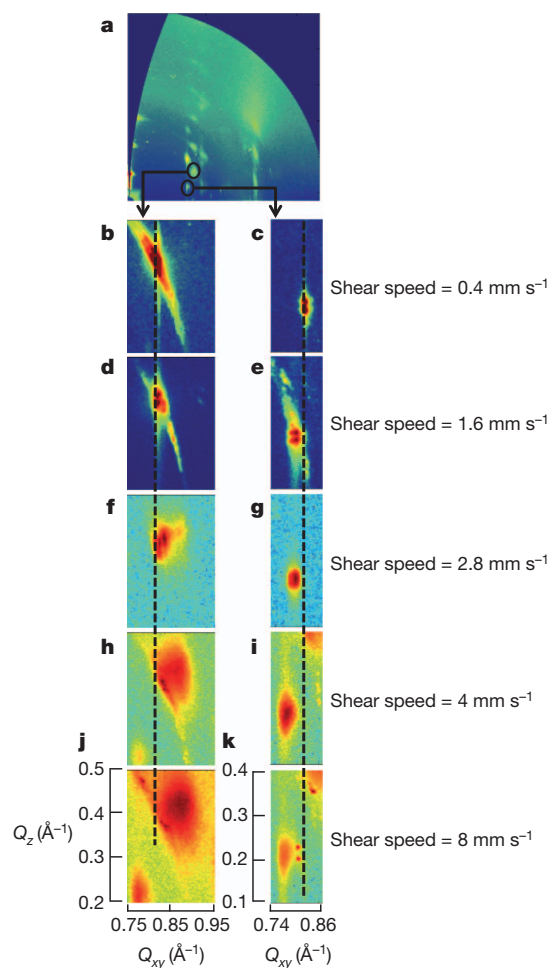 a
b
c
Shear speed = 0.4 mm s⁻¹
d
e
Shear speed = 1.6 mm s⁻¹
f
g
Shear speed = 2.8 mm s⁻¹
h
i
Shear speed = 4 mm s⁻¹
j
k
0.5
0.4
0.4
0.3
Qz (Å⁻¹)
Shear speed = 8 mm s⁻¹
0.3
0.2
0.2
0.1
0.75 0.85 0.95
0.74 0.86
Qxy (Å⁻¹)
Qxy (Å⁻¹)